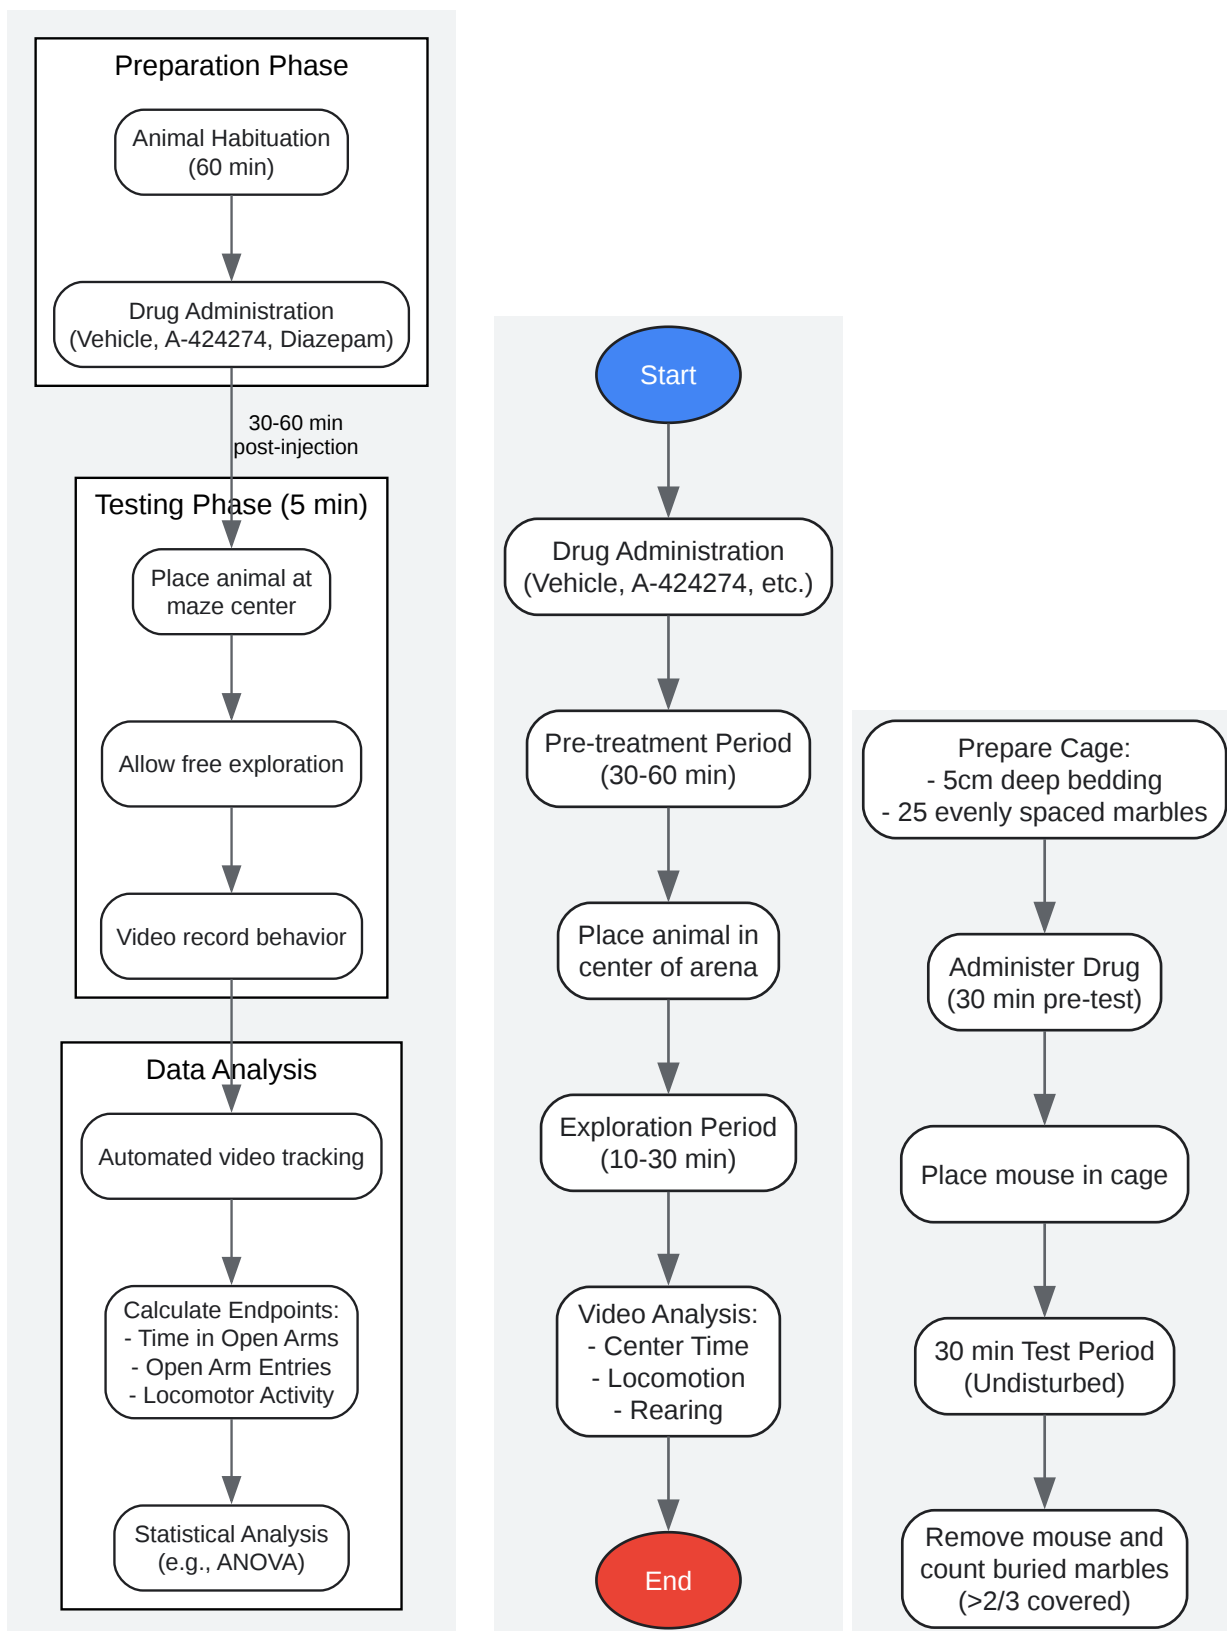 Preparation Phase
Animal Habituation
(60 min)
Drug Administration
(Vehicle, A-424274, Diazepam)
30-60 min
post-injection
Testing Phase (5 min)
Place animal at
maze center
Allow free exploration
Video record behavior
Data Analysis
Automated video tracking
Calculate Endpoints:
- Time in Open Arms
- Open Arm Entries
- Locomotor Activity
Statistical Analysis
(e.g., ANOVA)
Start
Drug Administration
(Vehicle, A-424274, etc.)
Pre-treatment Period
(30-60 min)
Place animal in
center of arena
Exploration Period
(10-30 min)
Video Analysis:
- Center Time
- Locomotion
- Rearing
End
Prepare Cage:
- 5cm deep bedding
- 25 evenly spaced marbles
Administer Drug
(30 min pre-test)
Place mouse in cage
30 min Test Period
(Undisturbed)
Remove mouse and
count buried marbles
(>2/3 covered)